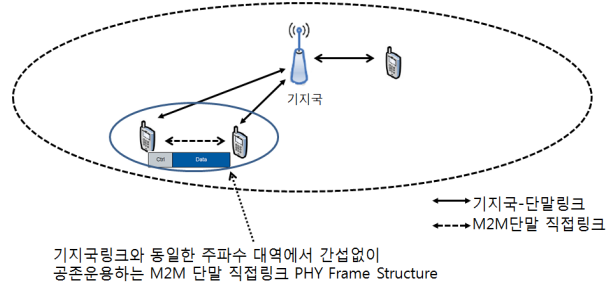 기지국
Ctrl Data
기지국-단말링크
M2M단말 직접링크
기지국링크와 동일한 주파수 대역에서 간섭없이
공존운용하는 M2M 단말 직접링크 PHY Frame Structure